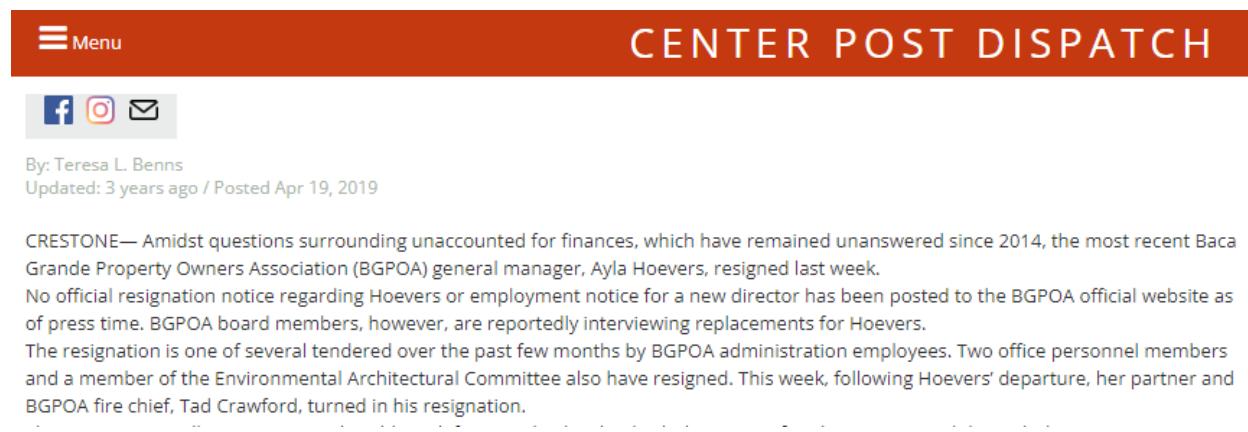 Menu
CENTER POST DISPATCH
By: Teresa L. Benns
Updated: 3 years ago / Posted Apr 19, 2019
CRESTONE— Amidst questions surrounding unaccounted for finances, which have remained unanswered since 2014, the most recent Baca
Grande Property Owners Association (BGPOA) general manager, Ayla Hoevers, resigned last week.
No official resignation notice regarding Hoevers or employment notice for a new director has been posted to the BGPOA official website as
of press time. BGPOA board members, however, are reportedly interviewing replacements for Hoevers.
The resignation is one of several tendered over the past few months by BGPOA administration employees. Two office personnel members
and a member of the Environmental Architectural Committee also have resigned. This week, following Hoevers’ departure, her partner and
BGPOA fire chief, Tad Crawford, turned in his resignation.